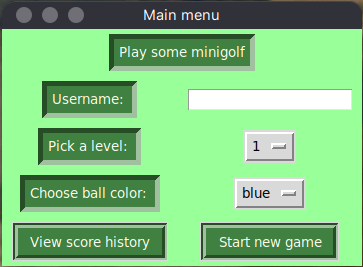 Main menu
Play some minigolf
Username:
Pick a level: 1
Choose ball color: blue
View score history Start new game